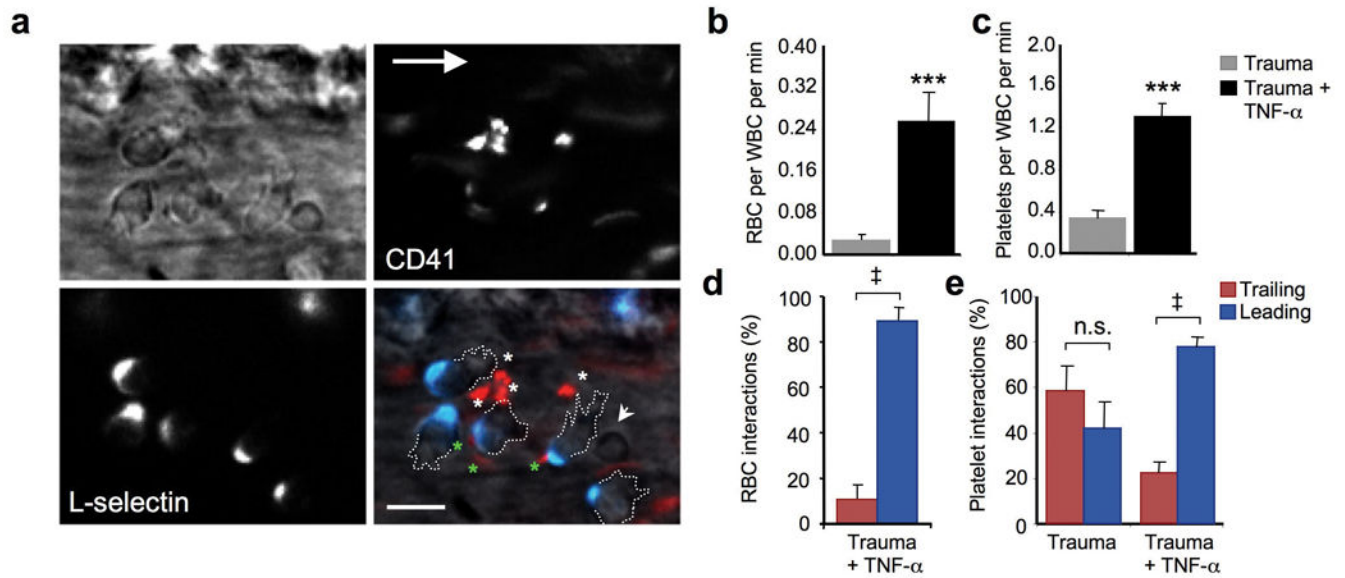 a
CD41
L-selectin
*
*
*
*
*
*
*
b
RBC per WBC per min
0.40
0.32
0.24
0.16
0.08
0.00
***
c
Platelets per WBC per min
2.0
1.6
1.2
0.8
0.4
0.0
***
Trauma
Trauma +
TNF-α
d
RBC interactions (%)
100
80
60
40
20
0
‡
Trauma
+ TNF-α
e
Platelet interactions (%)
100
80
60
40
20
0
n.s.
‡
Trauma
Trauma
+ TNF-α
Trailing
Leading